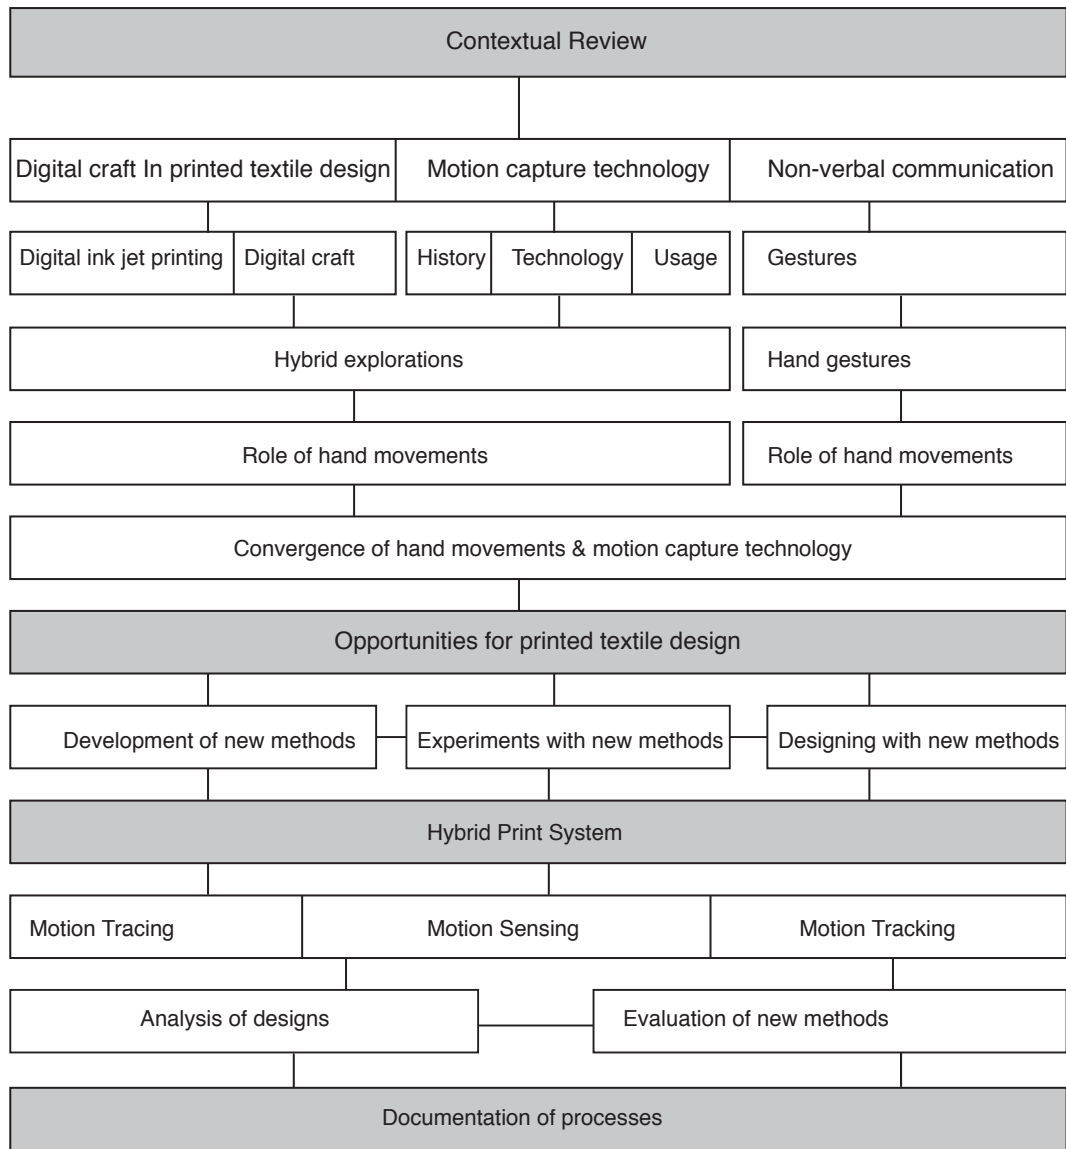 Contextual Review
Digital craft In printed textile design
Motion capture technology
Non-verbal communication
Digital ink jet printing
Digital craft
History
Technology
Usage
Gestures
Hybrid explorations
Hand gestures
Role of hand movements
Role of hand movements
Convergence of hand movements & motion capture technology
Opportunities for printed textile design
Development of new methods
Experiments with new methods
Designing with new methods
Hybrid Print System
Motion Tracing
Motion Sensing
Motion Tracking
Analysis of designs
Evaluation of new methods
Documentation of processes